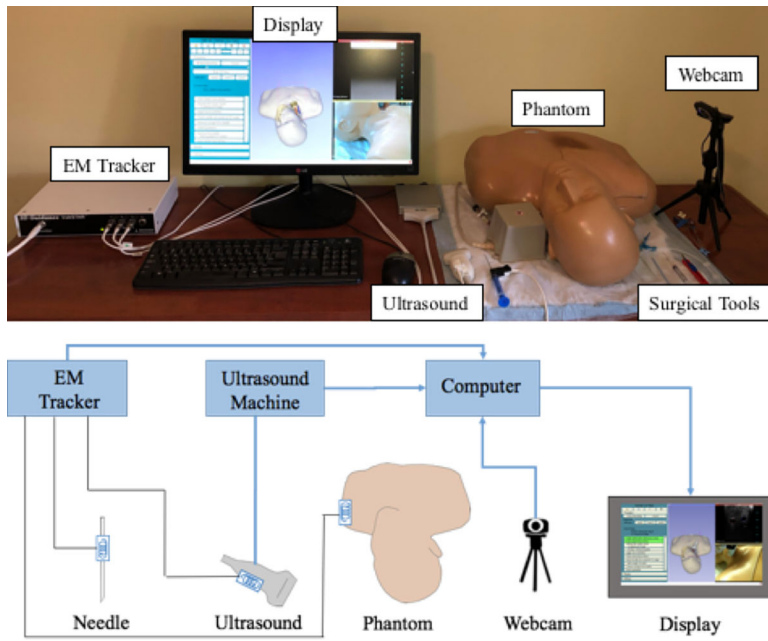 Display
Webcam
Phantom
EM Tracker
Ultrasound
Surgical Tools
EM
Tracker
Ultrasound
Machine
Computer
Needle
Ultrasound
Phantom
Webcam
Display